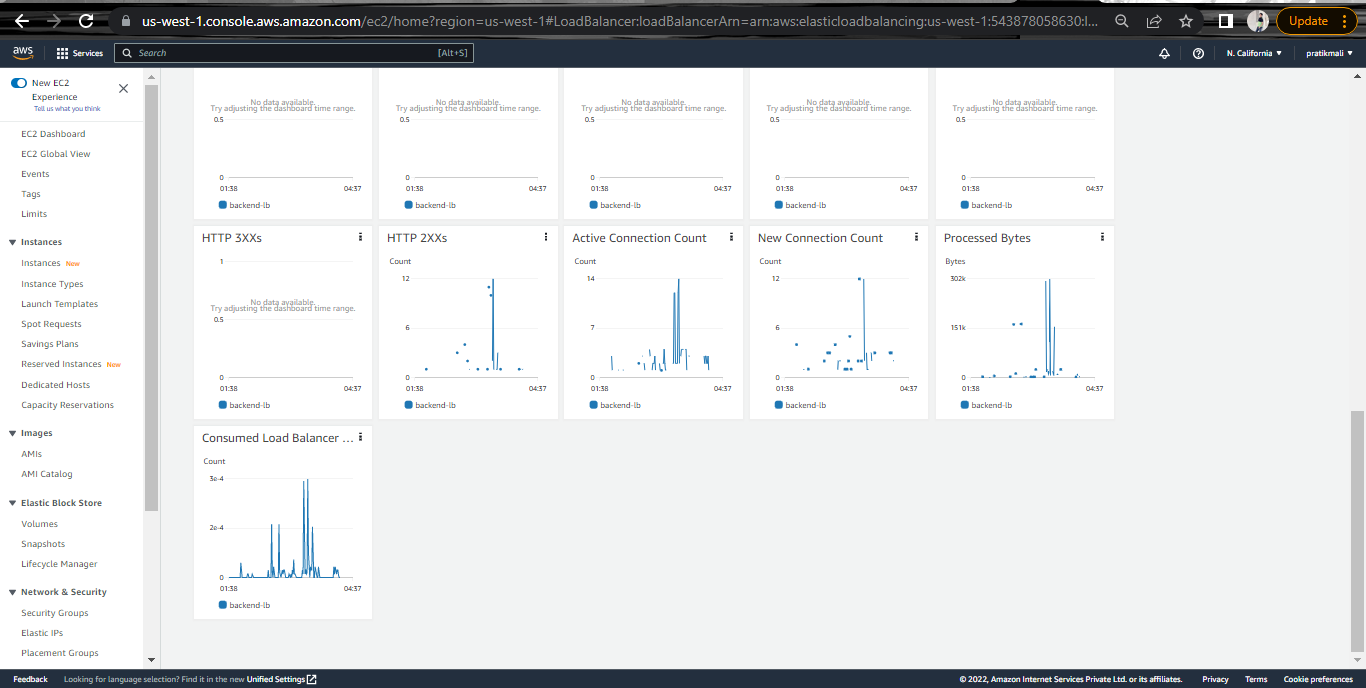 us-west-1.console.aws.amazon.com/ec2/home?region=us-west-1#LoadBalancer:loadBalancerArn=arn:aws:elasticloadbalancing:us-west-1:543878058630:l...
Update
aws
Services
Search
[Alt+S]
N. California
pratikmali
New EC2
Experience
Tell us what you think
EC2 Dashboard
EC2 Global View
Events
Tags
Limits
Instances
Instances New
Instance Types
Launch Templates
Spot Requests
Savings Plans
Reserved Instances New
Dedicated Hosts
Capacity Reservations
Images
AMIs
AMI Catalog
Elastic Block Store
Volumes
Snapshots
Lifecycle Manager
Network & Security
Security Groups
Elastic IPs
Placement Groups
No data available.
Try adjusting the dashboard time range.
0.5
0
01:38 04:37
backend-lb
No data available.
Try adjusting the dashboard time range.
0.5
0
01:38 04:37
backend-lb
No data available.
Try adjusting the dashboard time range.
0.5
0
01:38 04:37
backend-lb
No data available.
Try adjusting the dashboard time range.
0.5
0
01:38 04:37
backend-lb
No data available.
Try adjusting the dashboard time range.
0.5
0
01:38 04:37
backend-lb
HTTP 3XXs
1
No data available.
Try adjusting the dashboard time range.
0.5
0
01:38 04:37
backend-lb
HTTP 2XXs
Count
12
6
0
01:38 04:37
backend-lb
Active Connection Count
Count
14
7
0
01:38 04:37
backend-lb
New Connection Count
Count
12
6
0
01:38 04:37
backend-lb
Processed Bytes
Bytes
302k
151k
0
01:38 04:37
backend-lb
Consumed Load Balancer ...
Count
3e-4
2e-4
0
01:38 04:37
backend-lb
Feedback
Looking for language selection? Find it in the new Unified Settings
© 2022, Amazon Internet Services Private Ltd. or its affiliates.
Privacy
Terms
Cookie preferences